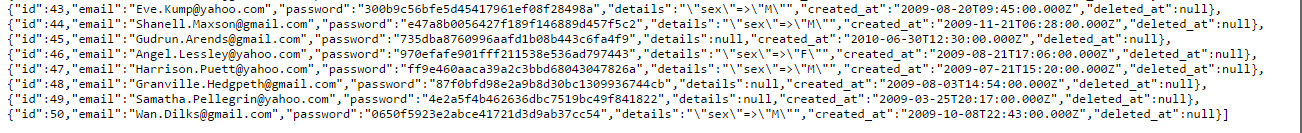 {"id":43,"email":"Eve.Kump@yahoo.com","password":"300b9c56bfe5d45417961ef08f28498a","details":"\"sex\"=>\"M\"","created_at":"2009-08-20T09:45:00.000Z","deleted_at":null},
{"id":44,"email":"Shanell.Maxson@gmail.com","password":"e47a8b0056427f189f146889d457f5c2","details":"\"sex\"=>\"M\"","created_at":"2009-11-21T06:28:00.000Z","deleted_at":null},
{"id":45,"email":"Gudrun.Arends@gmail.com","password":"735dba8760996aafd1b08b443c6fa4f9","details":null,"created_at":"2010-06-30T12:30:00.000Z","deleted_at":null},
{"id":46,"email":"Angel.Lessley@yahoo.com","password":"970efafe901fff211538e536ad797443","details":"\"sex\"=>\"F\"","created_at":"2009-08-21T17:06:00.000Z","deleted_at":null},
{"id":47,"email":"Harrison.Puett@yahoo.com","password":"ff9e460aaca39a2c3bbd68043047826a","details":"\"sex\"=>\"M\"","created_at":"2009-07-21T15:20:00.000Z","deleted_at":null},
{"id":48,"email":"Granville.Hedgpeth@gmail.com","password":"87f0bfd98e2a9b8d30bc1309936744cb","details":null,"created_at":"2009-08-03T14:54:00.000Z","deleted_at":null},
{"id":49,"email":"Samatha.Pellegrin@yahoo.com","password":"4e2a5f4b462636dbc7519bc49f841822","details":null,"created_at":"2009-03-25T20:17:00.000Z","deleted_at":null},
{"id":50,"email":"Wan.Dilks@gmail.com","password":"0650f5923e2abce41721d3d9ab37cc54","details":"\"sex\"=>\"M\"","created_at":"2009-10-08T22:43:00.000Z","deleted_at":null}]